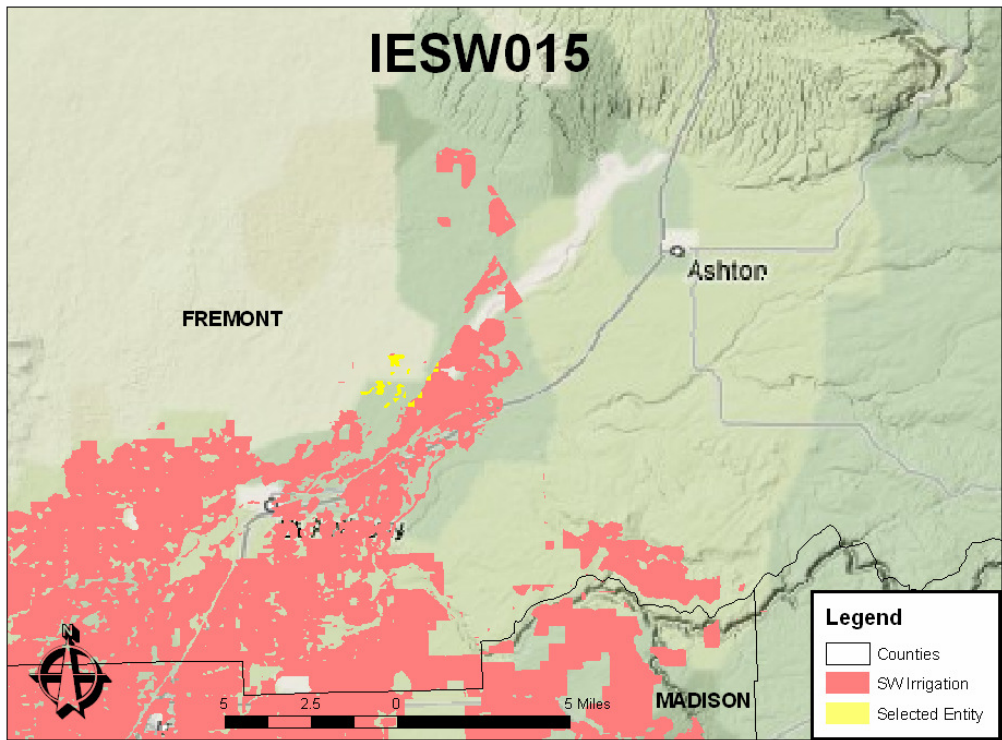 IESW015
Ashton
FREMONT
N
5 2.5 0 5 Miles
MADISON
Legend
Counties
SW Irrigation
Selected Entity